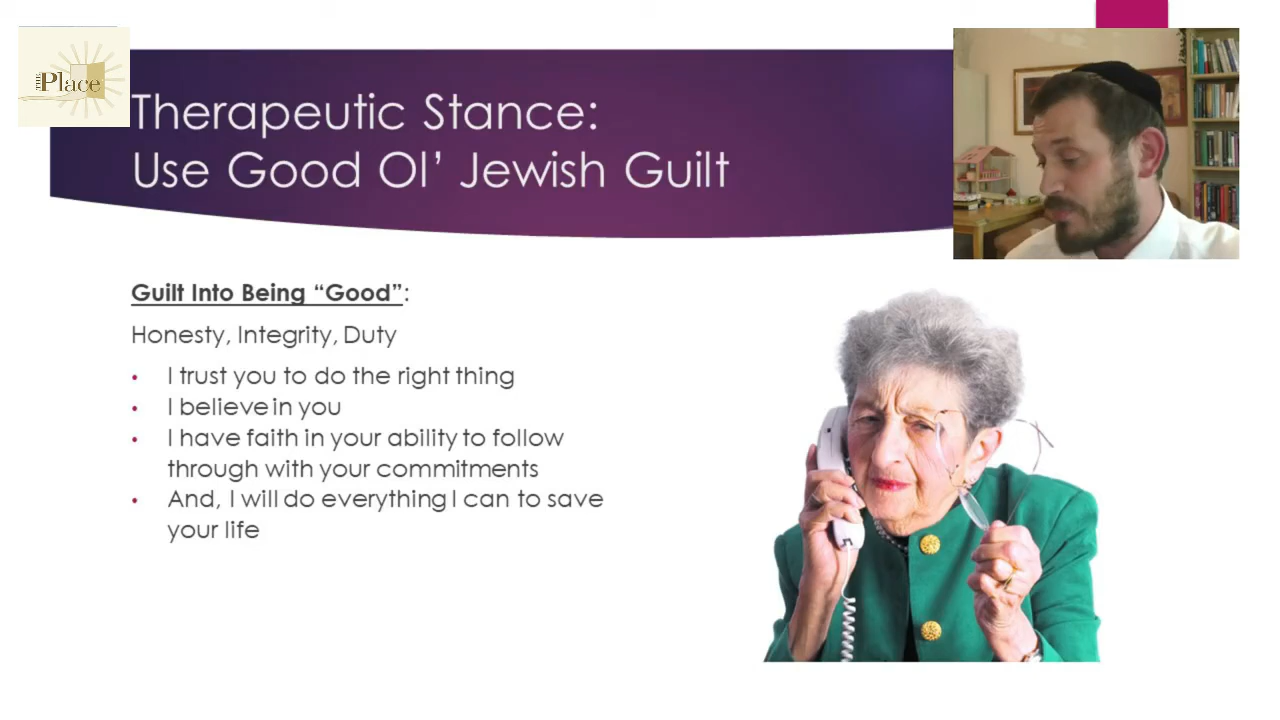 THE Place
Therapeutic Stance:
Use Good Ol’ Jewish Guilt
Guilt Into Being “Good”:
Honesty, Integrity, Duty
• I trust you to do the right thing
• I believe in you
• I have faith in your ability to follow
through with your commitments
• And, I will do everything I can to save
your life